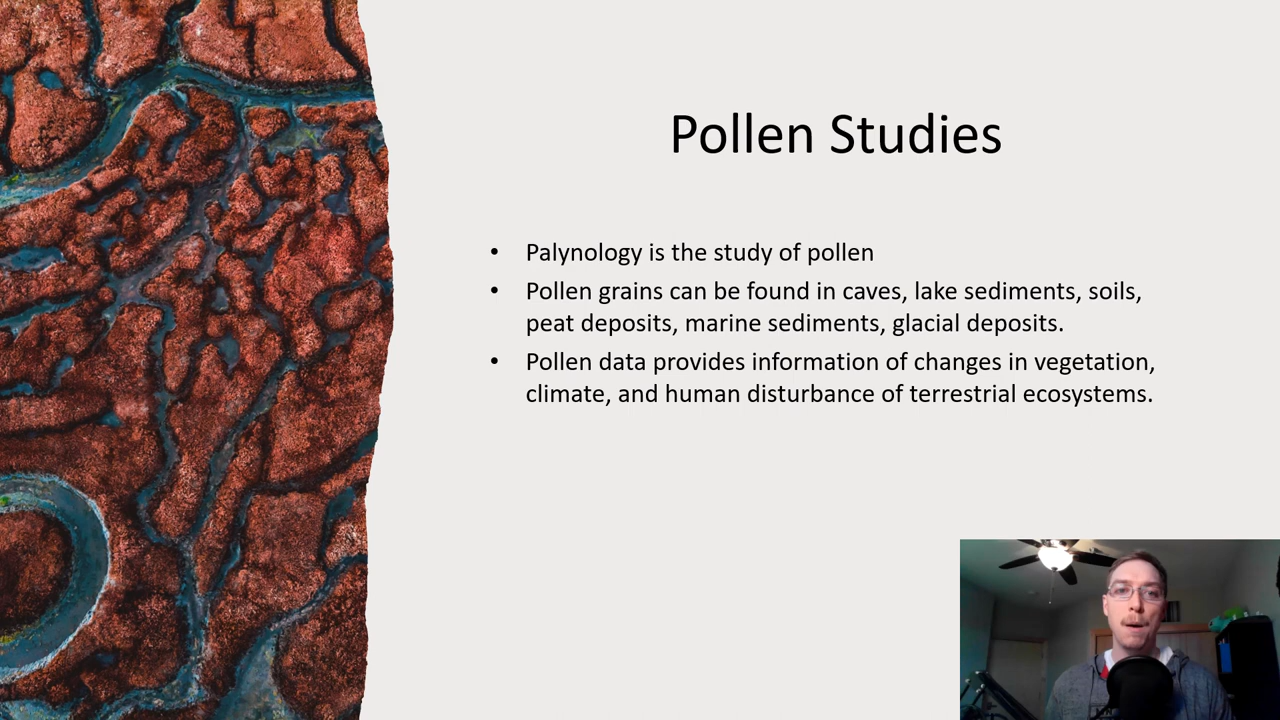 Pollen Studies
• Palynology is the study of pollen
• Pollen grains can be found in caves, lake sediments, soils,
peat deposits, marine sediments, glacial deposits.
• Pollen data provides information of changes in vegetation,
climate, and human disturbance of terrestrial ecosystems.